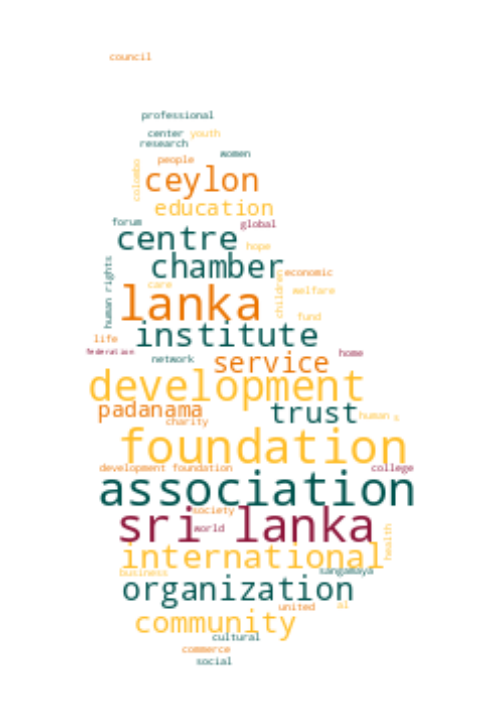 council
professional
center youth
research
women
people
colombo
ceylon
education
forum
global
centre
hope
chamber
economic
human rights
care
children
welfare
lanka
fund
institute
life
federation
network
service
home
development
padanama
trust
human s
charity
foundation
development foundation
college
association
society
sri lanka
world
health
international
business
sangamaya
organization
united
al
community
cultural
commerce
social